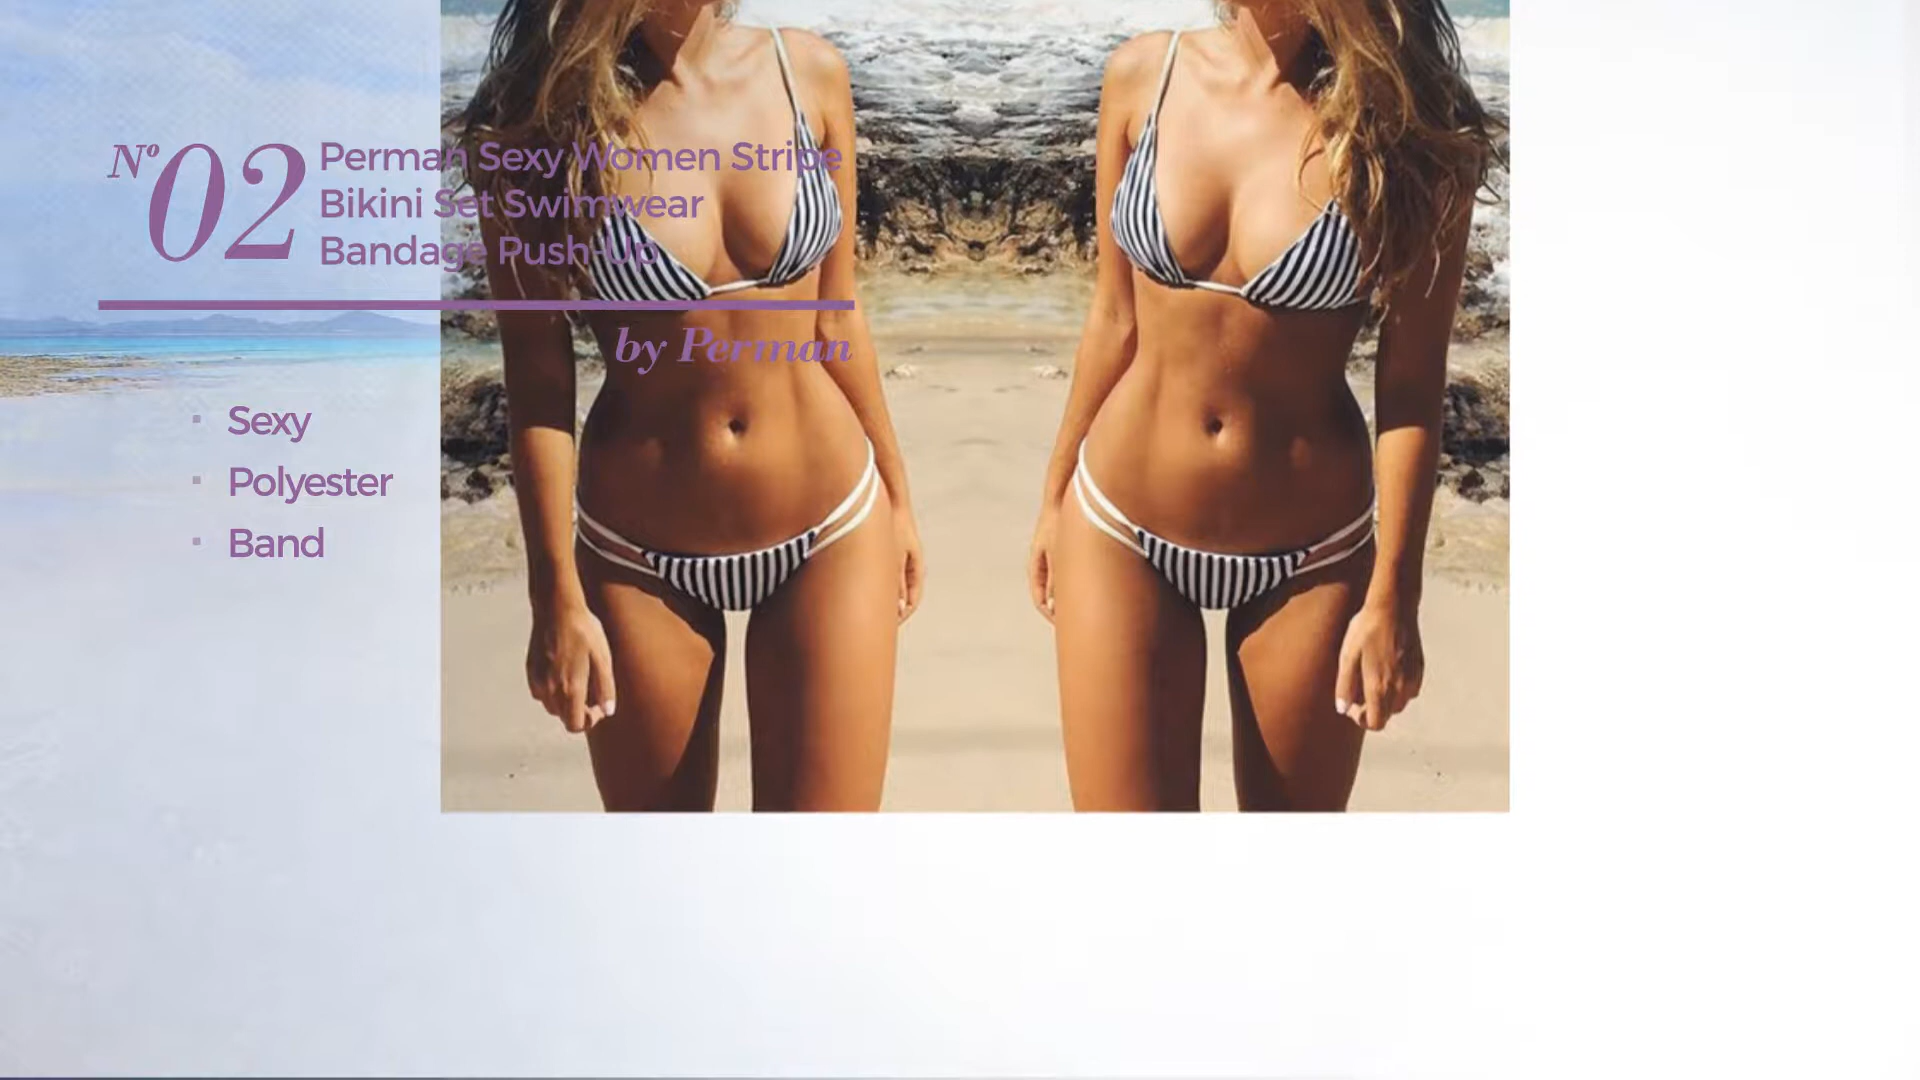 Nº 02 Perman Sexy Women Stripe
Bikini Set Swimwear
Bandage Push-Up
by Perman
Sexy
Polyester
Band